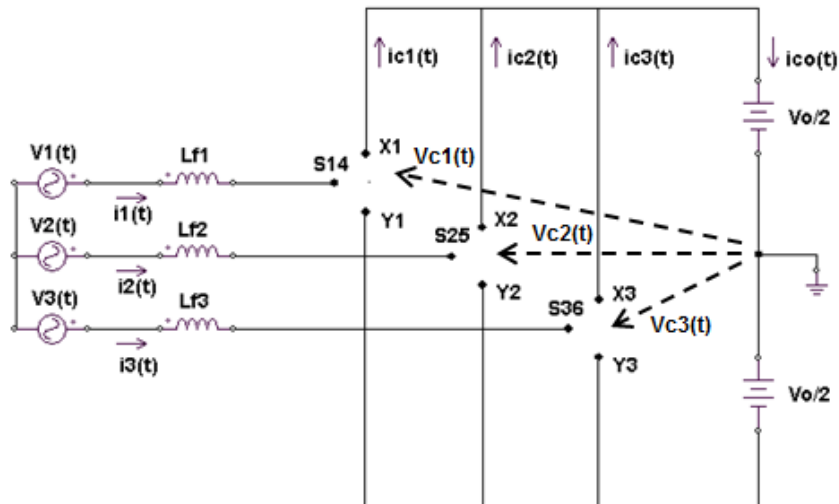 ic1(t) ic2(t) ic3(t) ico(t)
Vo/2
V1(t) Lf1 S14 X1 Vc1(t)
i1(t) Y1
V2(t) Lf2 S25 X2 Vc2(t)
i2(t) Y2
V3(t) Lf3 S36 X3 Vc3(t)
i3(t) Y3
Vo/2